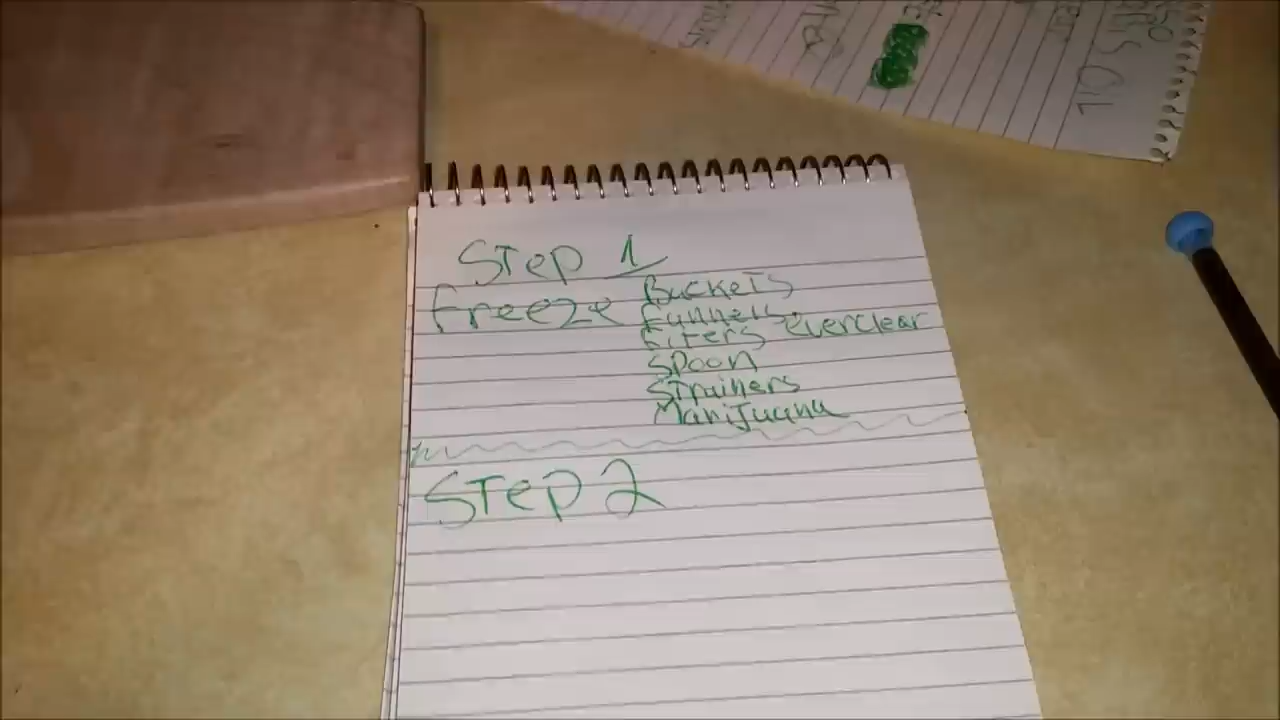 Step 1
Freeze Buckets
Funnels.
Filters everclear
Spoon
Strainers
Marijuana
Step 2